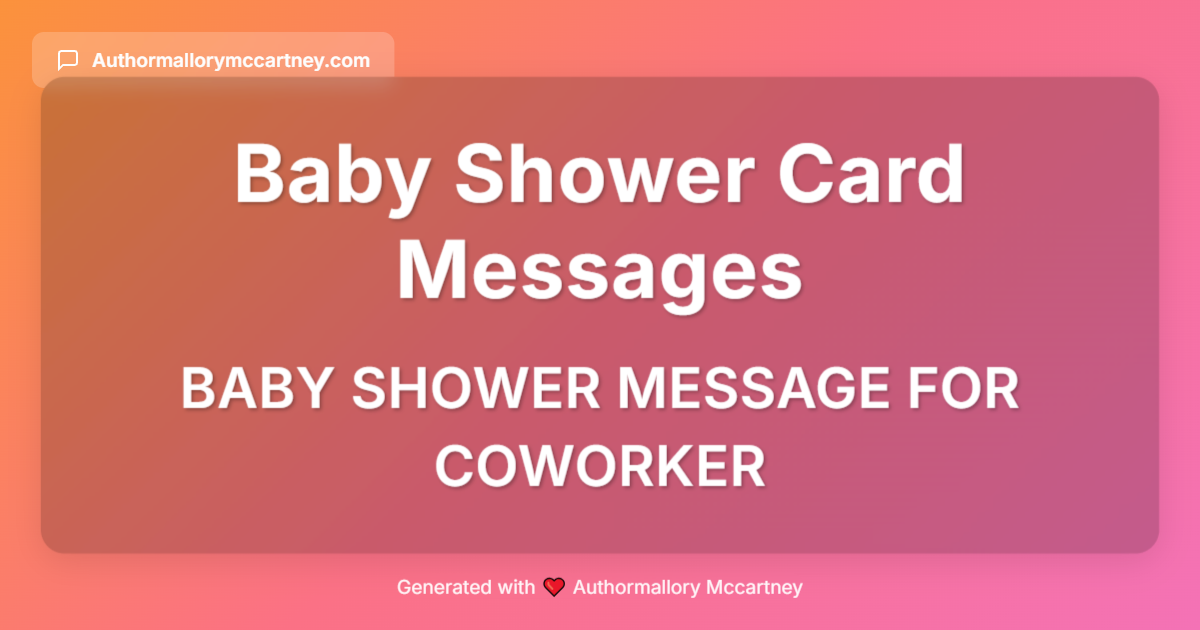 Authormallorymccartney.com
Baby Shower Card
Messages
BABY SHOWER MESSAGE FOR
COWORKER
Generated with ❤️ Authormallory Mccartney